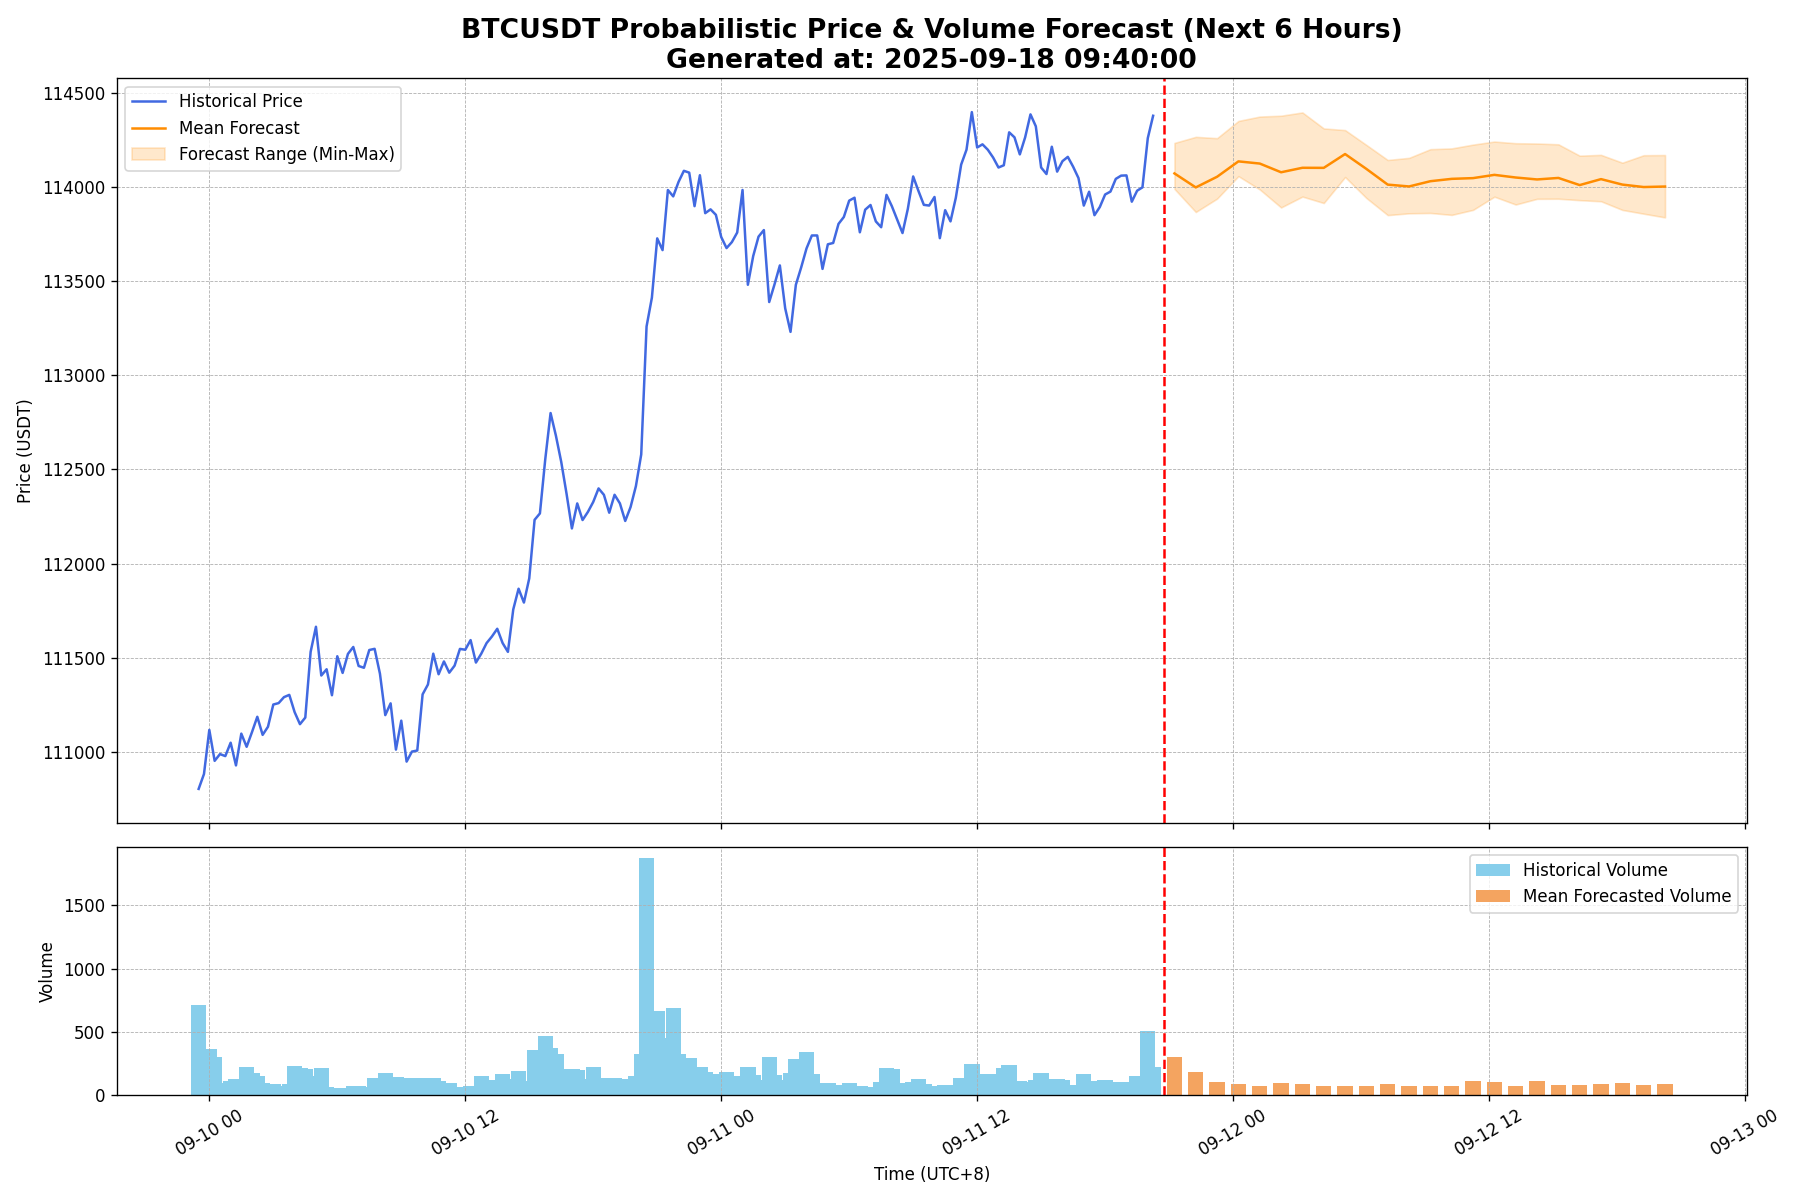 BTCUSDT Probabilistic Price & Volume Forecast (Next 6 Hours)
Generated at: 2025-09-18 09:40:00
Historical Price
Mean Forecast
Forecast Range (Min-Max)
Price (USDT)
114500
114000
113500
113000
112500
112000
111500
111000
Historical Volume
Mean Forecasted Volume
Volume
1500
1000
500
0
09-10 00
09-10 12
09-11 00
09-11 12
09-12 00
09-12 12
09-13 00
Time (UTC+8)